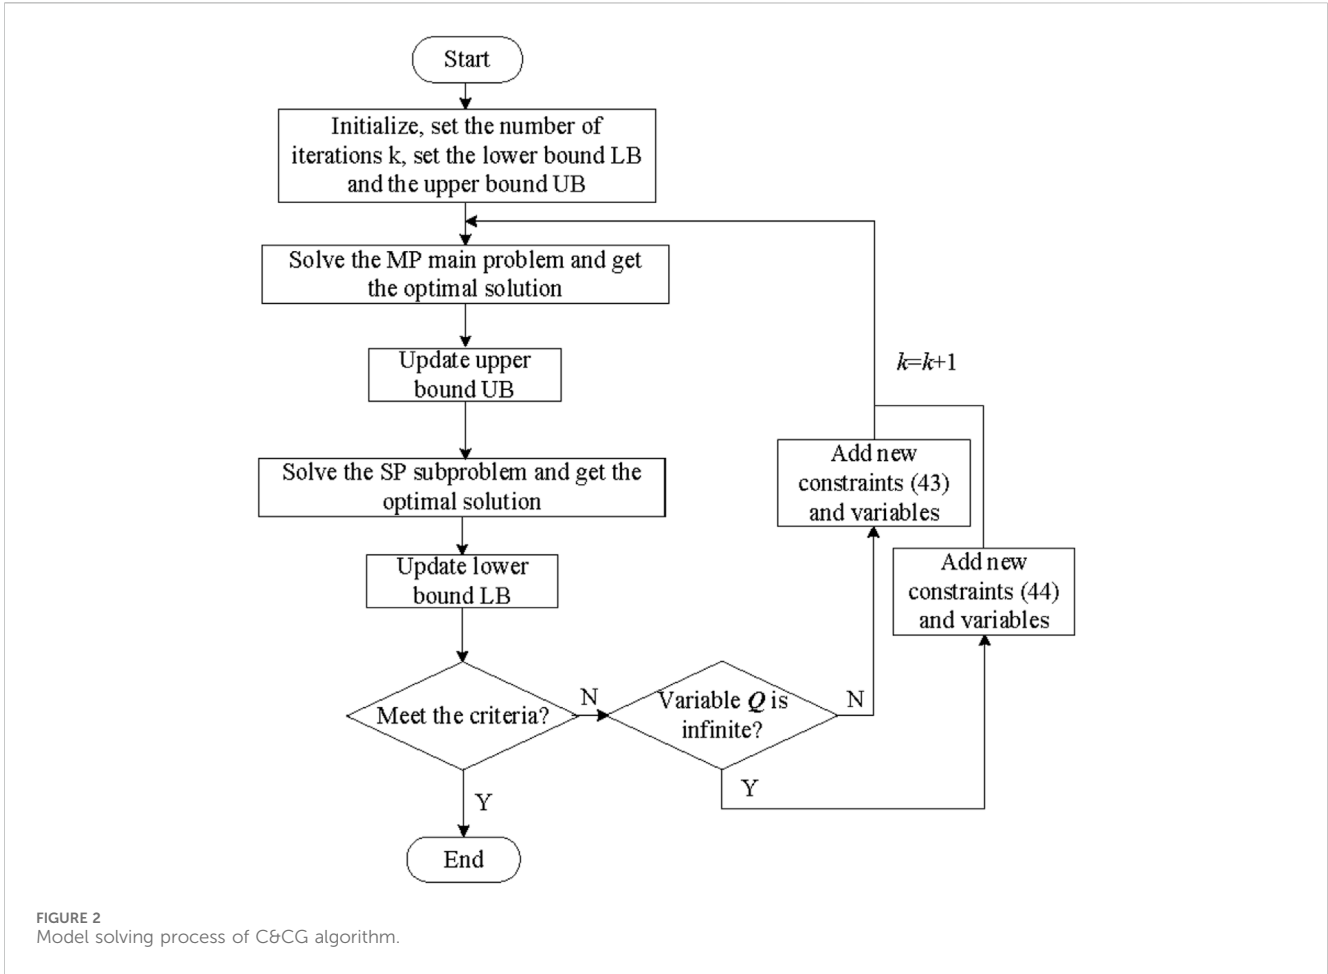 Start
Initialize, set the number of
iterations k, set the lower bound LB
and the upper bound UB
Solve the MP main problem and get
the optimal solution
Update upper
bound UB
k=k+1
Solve the SP subproblem and get the
optimal solution
Add new
constraints (43)
and variables
Update lower
bound LB
Add new
constraints (44)
and variables
Meet the criteria?
N
Variable Q is
infinite?
N
Y
Y
End
FIGURE 2
Model solving process of C&CG algorithm.